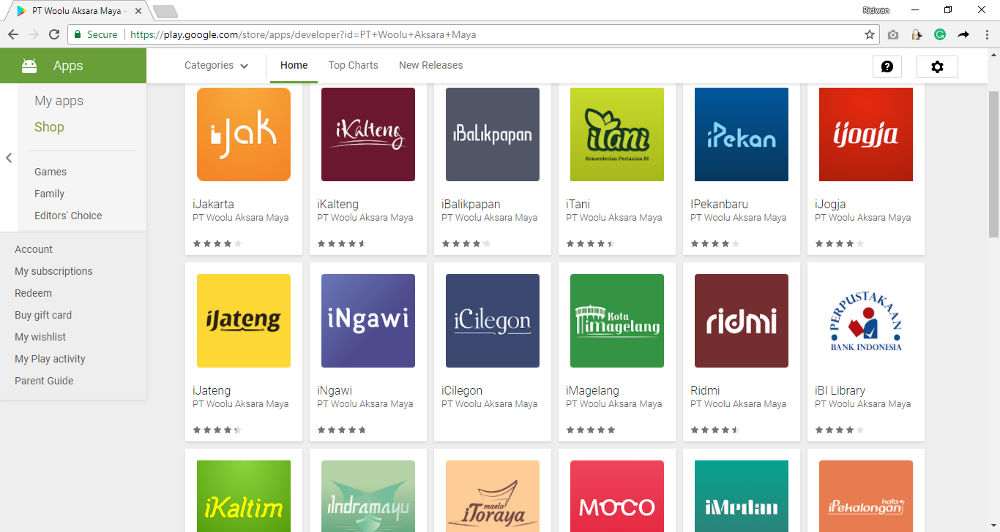 PT Woolu Aksara Maya -
Ridwan
Secure
https://play.google.com/store/apps/developer?id=PT+Woolu+Aksara+Maya
Apps
Categories
Home
Top Charts
New Releases
My apps
Shop
Games
Family
Editors' Choice
Account
My subscriptions
Redeem
Buy gift card
My wishlist
My Play activity
Parent Guide
iJak
iJakarta
PT Woolu Aksara Maya
iKalteng
iKalteng
PT Woolu Aksara Maya
iBaLikpapan
iBalikpapan
PT Woolu Aksara Maya
iTani
Kementerian Pertanian RI
iTani
PT Woolu Aksara Maya
iPekan
IPekanbaru
PT Woolu Aksara Maya
ijogja
iJogja
PT Woolu Aksara Maya
iJateng
iJateng
PT Woolu Aksara Maya
iNgawi
iNgawi
PT Woolu Aksara Maya
iCilegon
iCilegon
PT Woolu Aksara Maya
Kota
iMagelang
iMagelang
PT Woolu Aksara Maya
ridmi
Ridmi
PT Woolu Aksara Maya
PERPUSTAKAAN
BANK INDONESIA
iBI Library
PT Woolu Aksara Maya
iKaltim
iIndramayu
maelo
iToraya
MOCO
iMedan
kota
iPekalongan